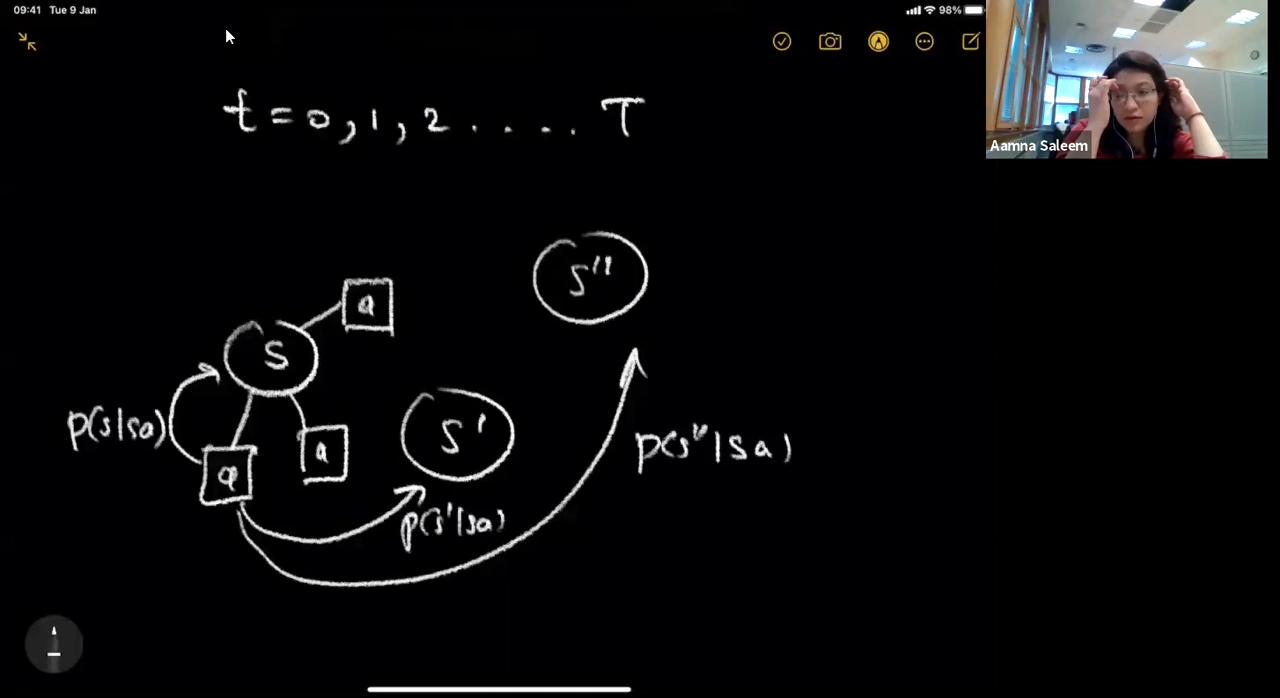 09:41 Tue 9 Jan
98%
t = 0, 1, 2 . . . . . T
Aamna Saleem
s''
a
s
s'
p(s|sa)
a
a
p(s''|sa)
p(s'|sa)